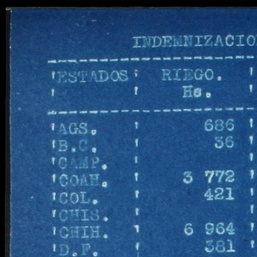 INDEMNIZACIO
'ESTADOS' RIEGO. '
' ' Hs. '
'AGS. ' 686 '
'B.C. ' 36 '
'CAMP. '
'COAH. ' 3 772 '
'COL. ' 421 '
'CHIS. '
'CHIH. ' 6 964 '
'D.F. ' 381 '